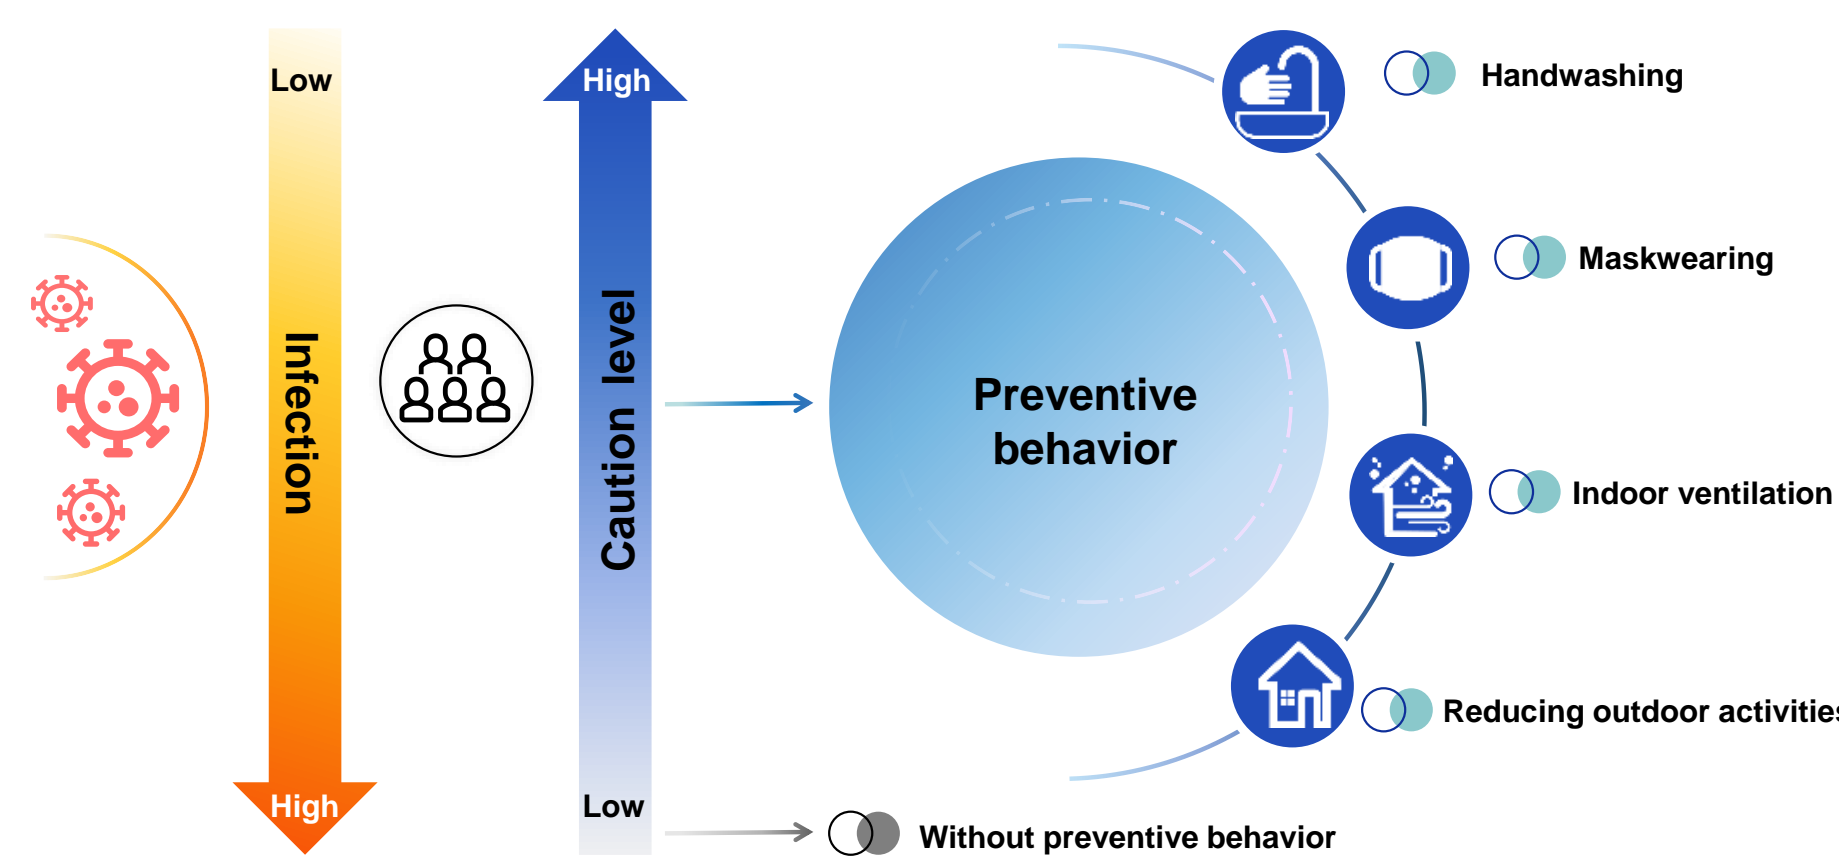 Low
Infection
High
High
Caution level
Low
Preventive
behavior
Handwashing
Maskwearing
Indoor ventilation
Reducing outdoor activities
Without preventive behavior